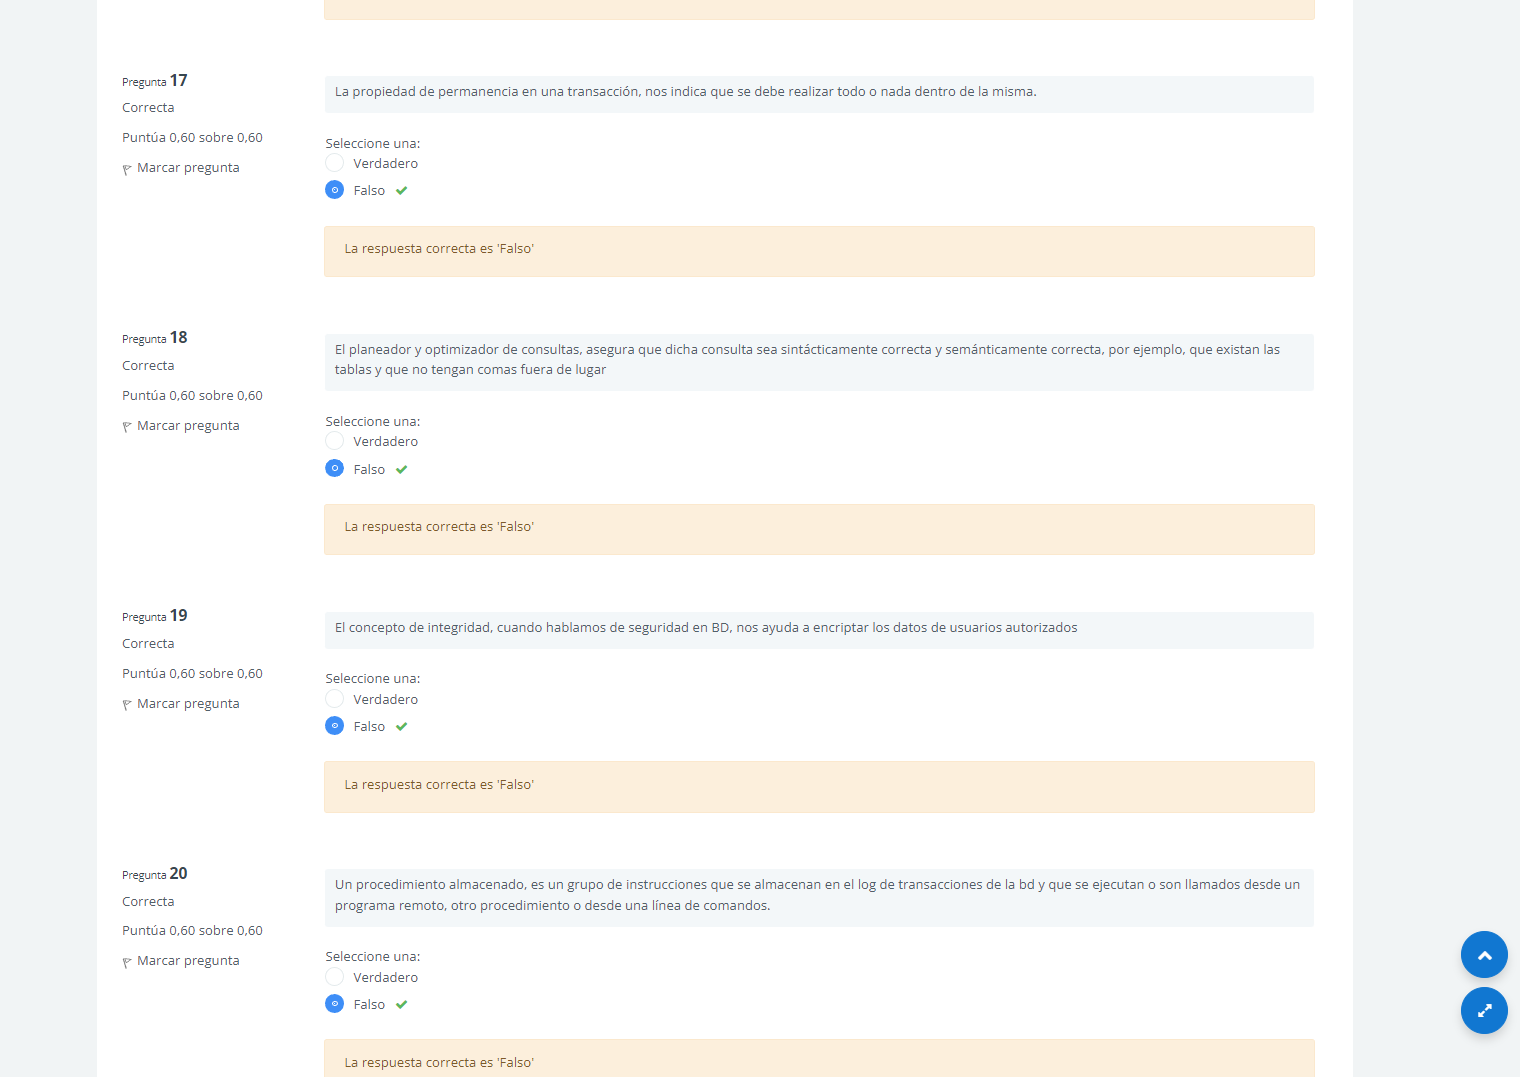 Pregunta 17
Correcta
Puntúa 0,60 sobre 0,60
Marcar pregunta
La propiedad de permanencia en una transacción, nos indica que se debe realizar todo o nada dentro de la misma.
Seleccione una:
Verdadero
Falso
La respuesta correcta es 'Falso'
Pregunta 18
Correcta
Puntúa 0,60 sobre 0,60
Marcar pregunta
El planeador y optimizador de consultas, asegura que dicha consulta sea sintácticamente correcta y semánticamente correcta, por ejemplo, que existan las
tablas y que no tengan comas fuera de lugar
Seleccione una:
Verdadero
Falso
La respuesta correcta es 'Falso'
Pregunta 19
Correcta
Puntúa 0,60 sobre 0,60
Marcar pregunta
El concepto de integridad, cuando hablamos de seguridad en BD, nos ayuda a encriptar los datos de usuarios autorizados
Seleccione una:
Verdadero
Falso
La respuesta correcta es 'Falso'
Pregunta 20
Correcta
Puntúa 0,60 sobre 0,60
Marcar pregunta
Un procedimiento almacenado, es un grupo de instrucciones que se almacenan en el log de transacciones de la bd y que se ejecutan o son llamados desde un
programa remoto, otro procedimiento o desde una línea de comandos.
Seleccione una:
Verdadero
Falso
La respuesta correcta es 'Falso'